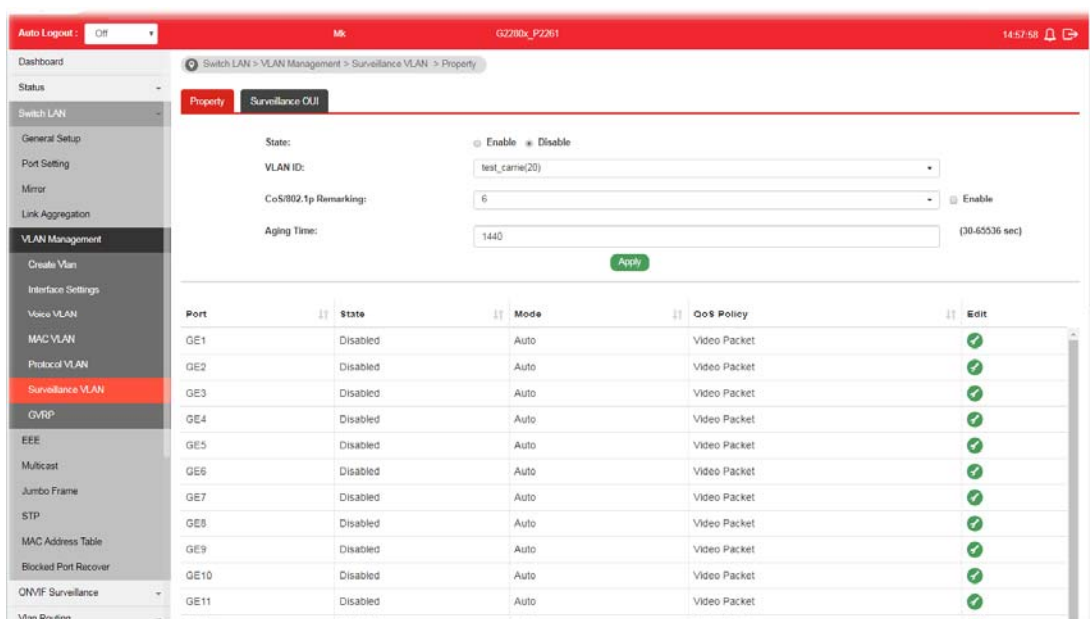 Auto Logout : Off Mk G2280x_P2261 14:57:58
Dashboard
Status
Switch LAN
General Setup
Port Setting
Mirror
Link Aggregation
VLAN Management
Create Vlan
Interface Settings
Voice VLAN
MAC VLAN
Protocol VLAN
Surveillance VLAN
GVRP
EEE
Multicast
Jumbo Frame
STP
MAC Address Table
Blocked Port Recover
ONVIF Surveillance
Vlan Routing
Switch LAN > VLAN Management > Surveillance VLAN > Property
Property Surveillance OUI
State: Enable Disable
VLAN ID: test_carrie(20)
CoS/802.1p Remarking: 6 Enable
Aging Time: 1440 (30-65536 sec)
Apply
Port State Mode QoS Policy Edit
GE1 Disabled Auto Video Packet
GE2 Disabled Auto Video Packet
GE3 Disabled Auto Video Packet
GE4 Disabled Auto Video Packet
GE5 Disabled Auto Video Packet
GE6 Disabled Auto Video Packet
GE7 Disabled Auto Video Packet
GE8 Disabled Auto Video Packet
GE9 Disabled Auto Video Packet
GE10 Disabled Auto Video Packet
GE11 Disabled Auto Video Packet